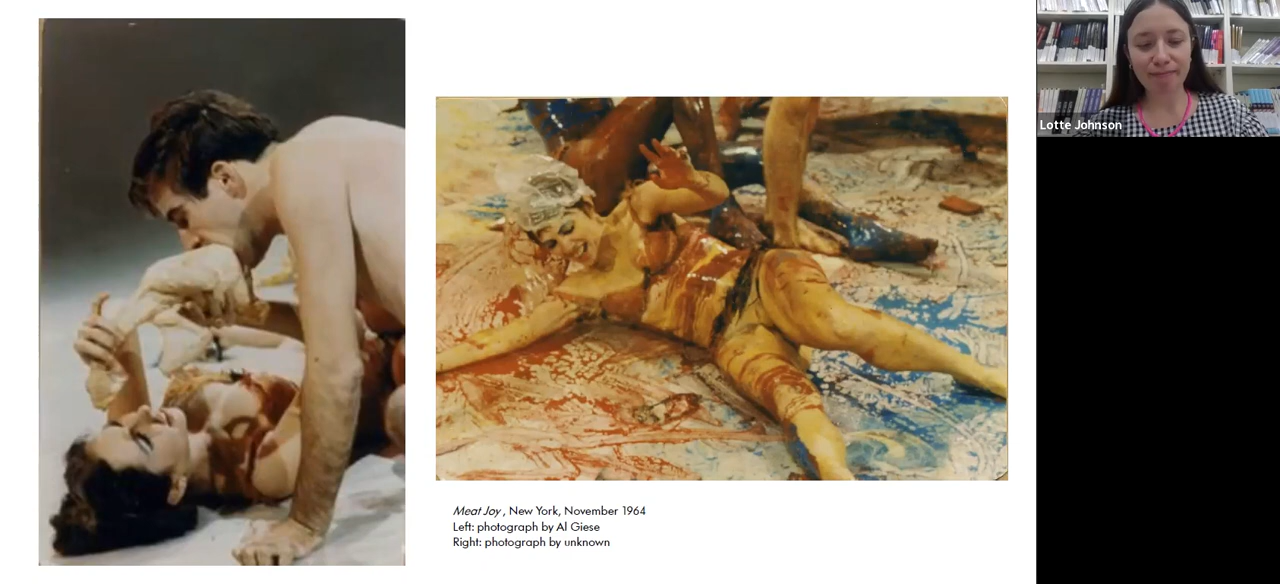 Lotte Johnson
Meat Joy , New York, November 1964
Left: photograph by Al Giese
Right: photograph by unknown